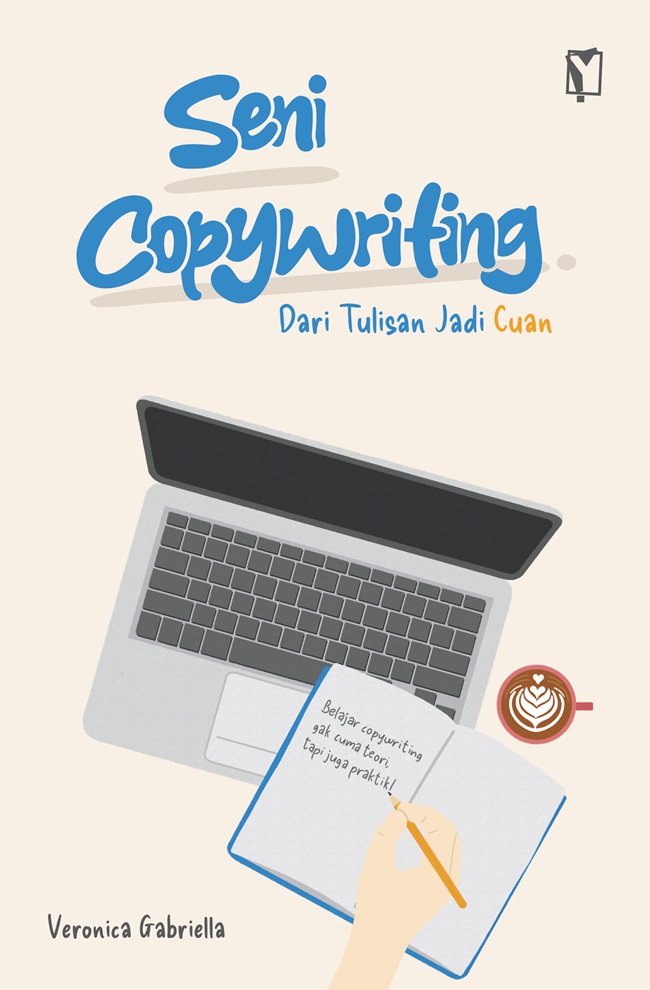 Y
Seni
Copywriting
Dari Tulisan Jadi Cuan
Belajar copywriting
gak cuma teori,
tapi juga praktik!
Veronica Gabriella